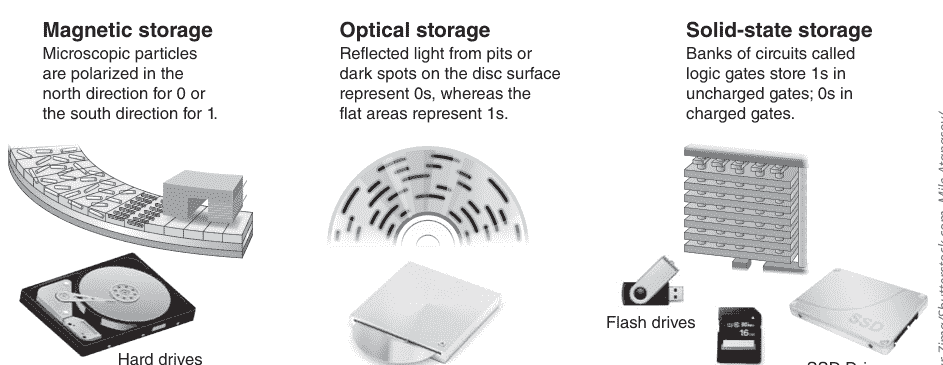 Magnetic storage
Microscopic particles
are polarized in the
north direction for 0 or
the south direction for 1.
Hard drives
Optical storage
Reflected light from pits or
dark spots on the disc surface
represent 0s, whereas the
flat areas represent 1s.
Solid-state storage
Banks of circuits called
logic gates store 1s in
uncharged gates; 0s in
charged gates.
Flash drives
16
SSD